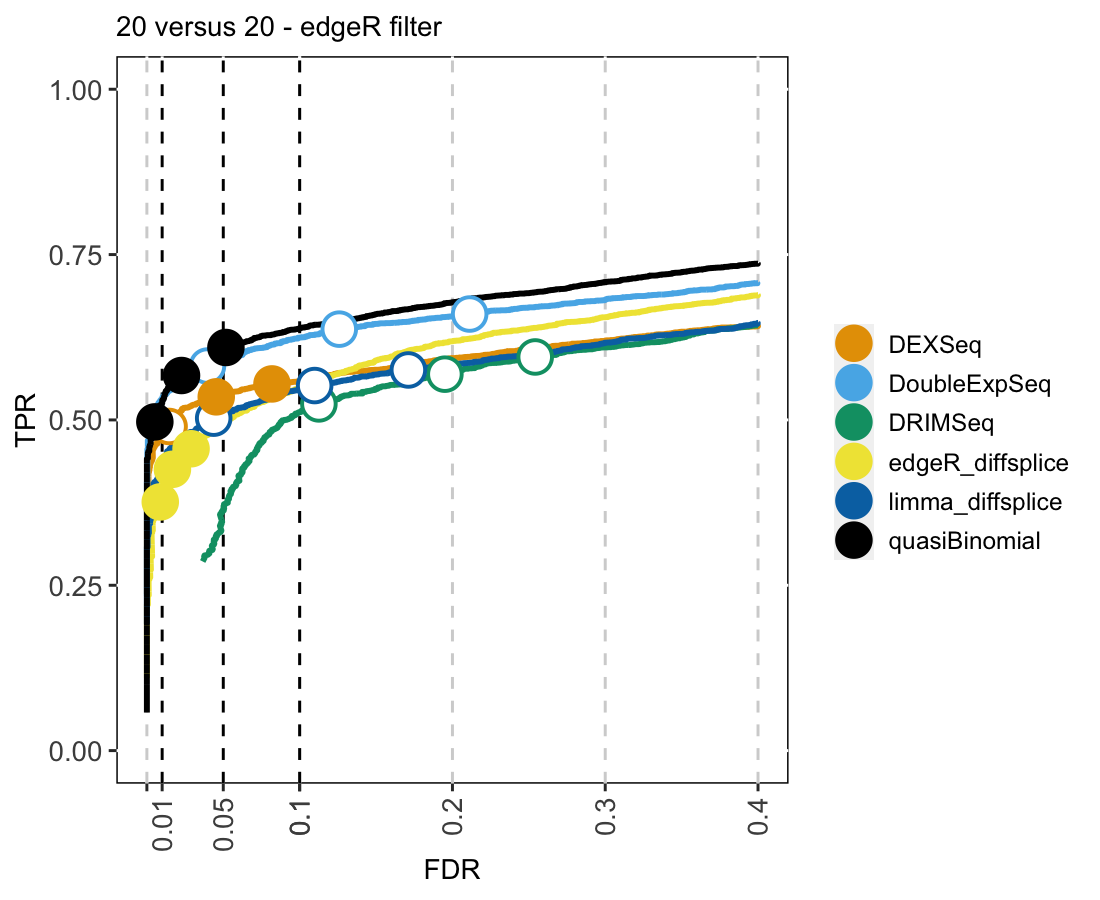 20 versus 20 - edgeR filter
TPR
1.00
0.75
0.50
0.25
0.00
0.01
0.05
0.1
0.2
0.3
0.4
FDR
DEXSeq
DoubleExpSeq
DRIMSeq
edgeR_diffsplice
limma_diffsplice
quasiBinomial